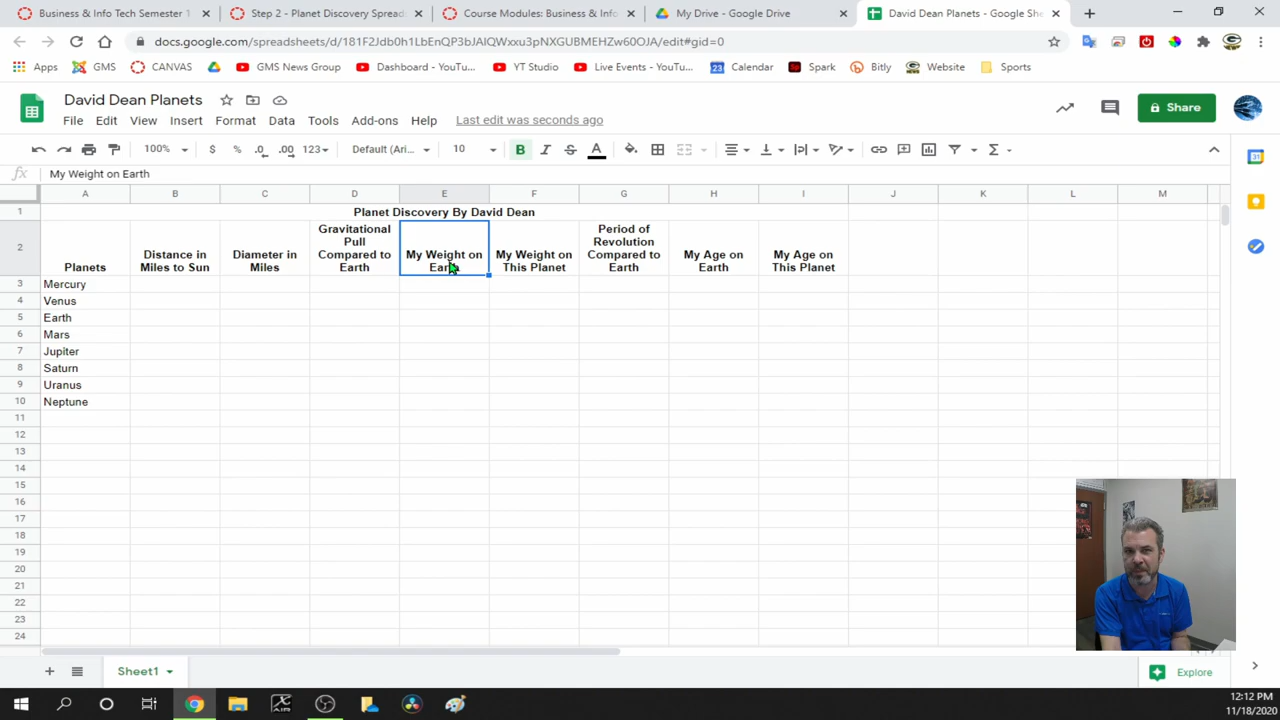 Business & Info Tech Semester 1
Step 2 - Planet Discovery Spread
Course Modules: Business & Info
My Drive - Google Drive
David Dean Planets - Google She
docs.google.com/spreadsheets/d/181F2Jdb0h1LbEnQP3bJAIQWxxu3pNXGUBMEHZw60OJA/edit#gid=0
Apps
GMS
CANVAS
GMS News Group
Dashboard - YouTu...
YT Studio
Live Events - YouTu...
Calendar
Spark
Bitly
Website
Sports
David Dean Planets
Share
File Edit View Insert Format Data Tools Add-ons Help Last edit was seconds ago
100% $ % .0 .00 123 Default (Ari... 10 B I S A
fx My Weight on Earth
A B C D E F G H I J K L M
1 Planet Discovery By David Dean
2
Planets
Distance in
Miles to Sun
Diameter in
Miles
Gravitational
Pull
Compared to
Earth
My Weight on
Earth
My Weight on
This Planet
Period of
Revolution
Compared to
Earth
My Age on
Earth
My Age on
This Planet
3 Mercury
4 Venus
5 Earth
6 Mars
7 Jupiter
8 Saturn
9 Uranus
10 Neptune
11
12
13
14
15
16
17
18
19
20
21
22
23
24
Sheet1
Explore
12:12 PM
11/18/2020